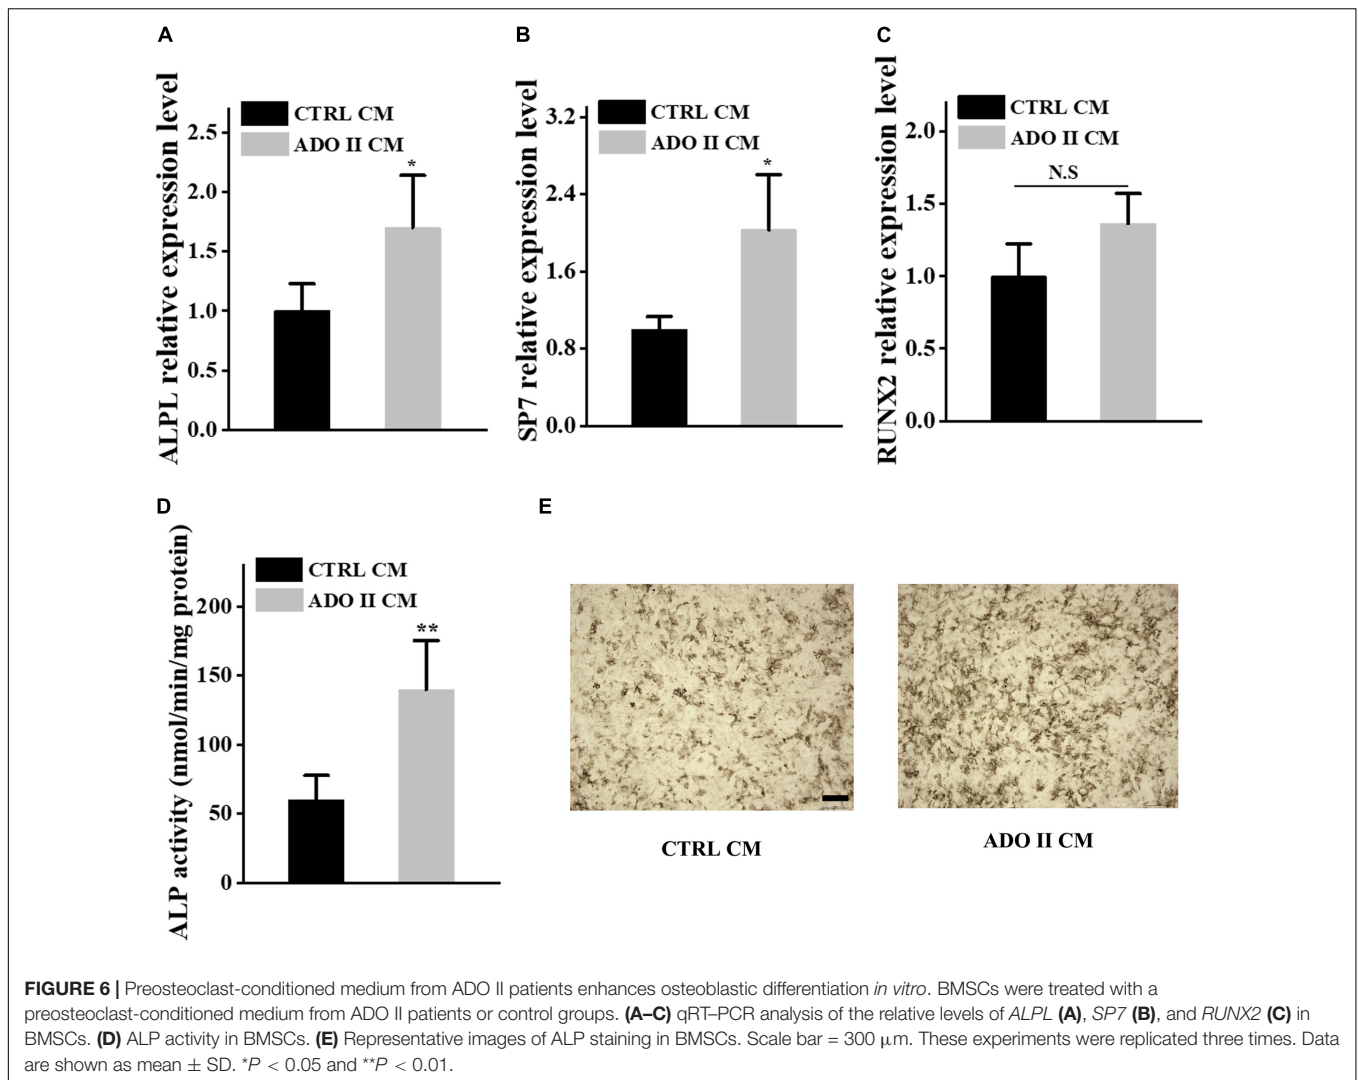 A
ALPL relative expression level
CTRL CM
ADO II CM
2.5
2.0
1.5
1.0
0.5
0.0
*
B
SP7 relative expression level
CTRL CM
ADO II CM
3.2
2.4
1.6
0.8
0.0
*
C
RUNX2 relative expression level
CTRL CM
ADO II CM
2.0
1.5
1.0
0.5
0.0
N.S
D
ALP activity (nmol/min/mg protein)
CTRL CM
ADO II CM
200
150
100
50
0
**
E
CTRL CM
ADO II CM
FIGURE 6 | Preosteoclast-conditioned medium from ADO II patients enhances osteoblastic differentiation in vitro. BMSCs were treated with a
preosteoclast-conditioned medium from ADO II patients or control groups. (A–C) qRT–PCR analysis of the relative levels of ALPL (A), SP7 (B), and RUNX2 (C) in
BMSCs. (D) ALP activity in BMSCs. (E) Representative images of ALP staining in BMSCs. Scale bar = 300 μm. These experiments were replicated three times. Data
are shown as mean ± SD. *P < 0.05 and **P < 0.01.